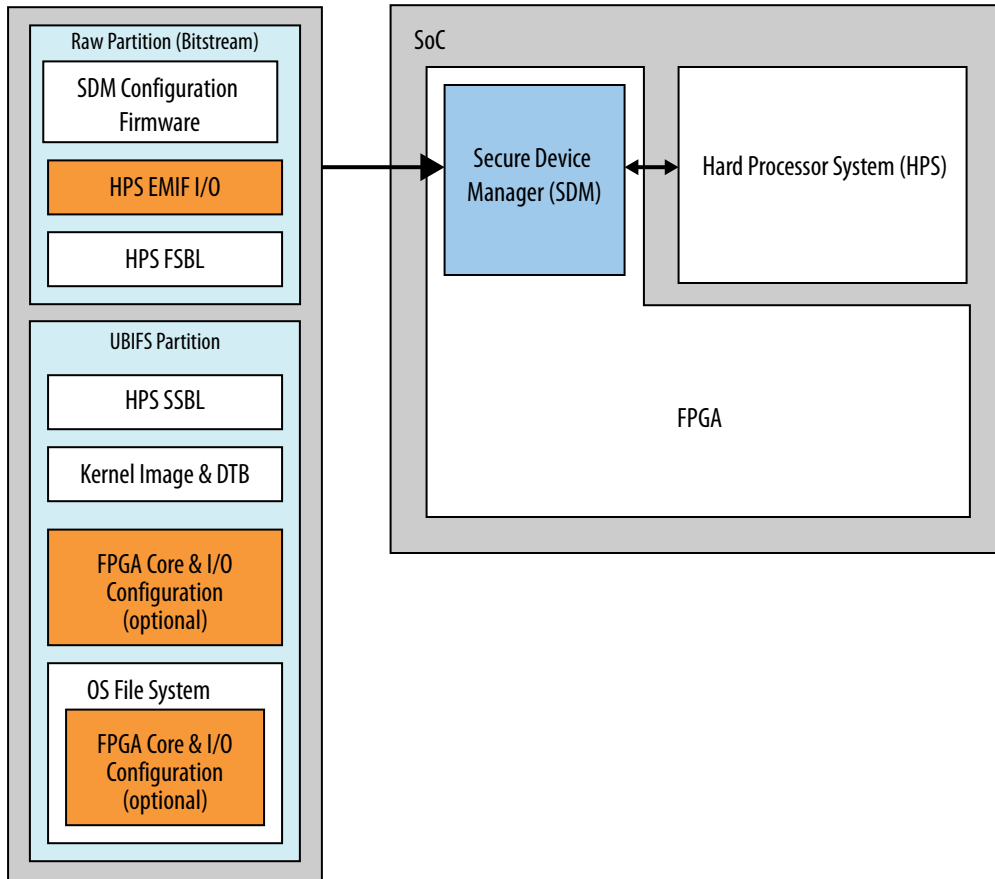 Raw Partition (Bitstream)
SDM Configuration
Firmware
HPS EMIF I/O
HPS FSBL
UBIFS Partition
HPS SSBL
Kernel Image & DTB
FPGA Core & I/O
Configuration
(optional)
OS File System
FPGA Core & I/O
Configuration
(optional)
SoC
Secure Device
Manager (SDM)
Hard Processor System (HPS)
FPGA